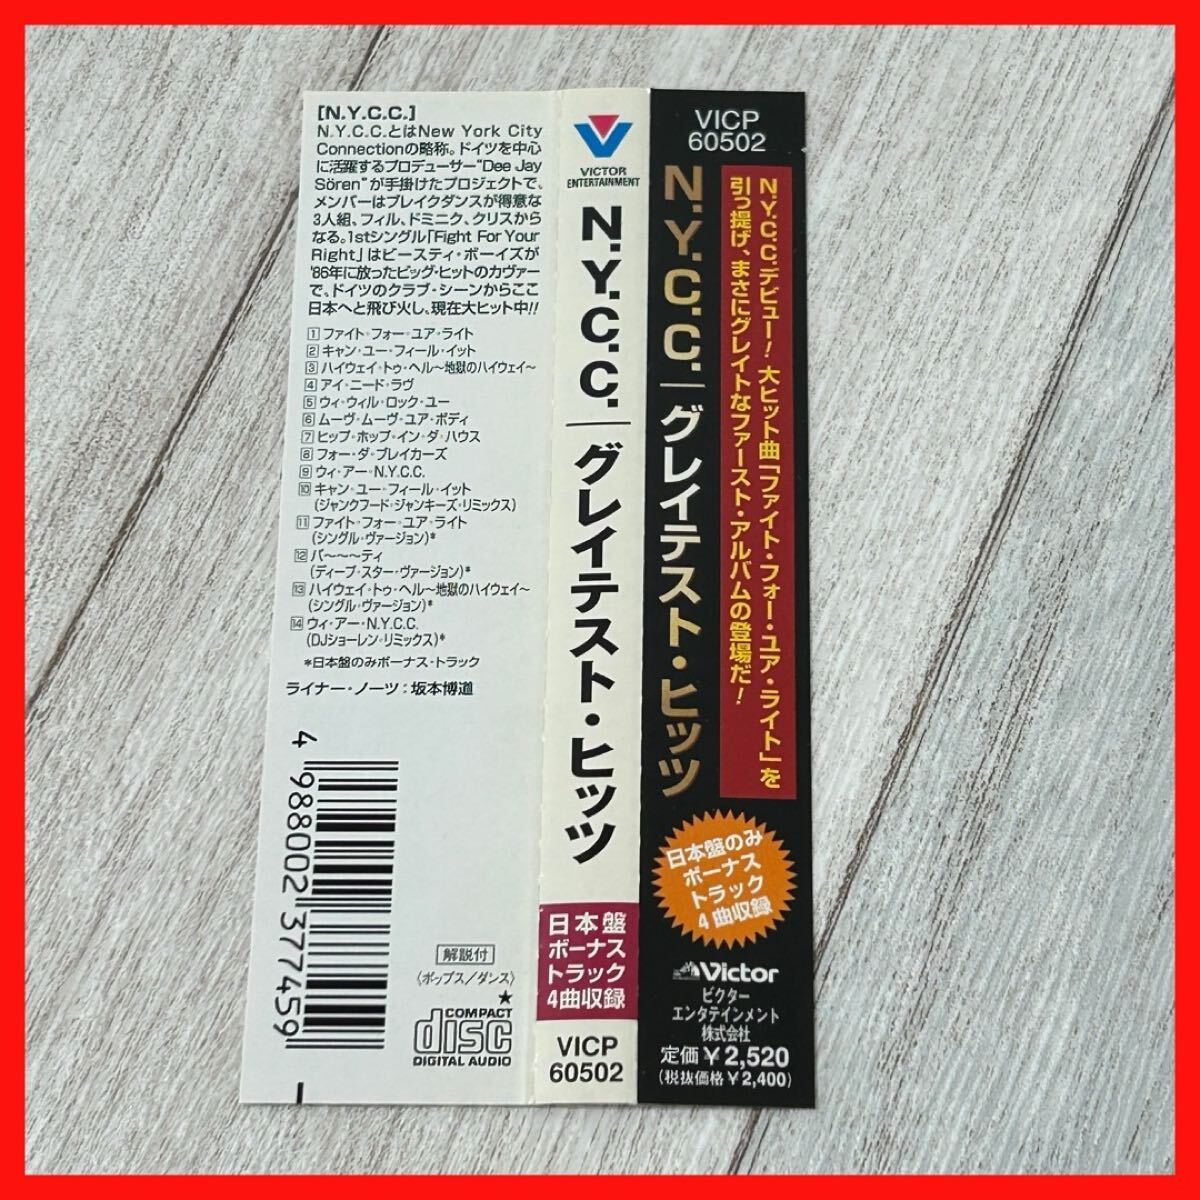 [N.Y.C.C.]
N.Y.C.C.とはNew York City
Connectionの略称。ドイツを中心
に活躍するプロデューサー"Dee Jay
Sören"が手掛けたプロジェクトで、
メンバーはブレイクダンスが得意な
3人組、フィル、ドミニク、クリスから
なる。1stシングル「Fight For Your
Right」はビースティ・ボーイズが
'86年に放ったビッグ・ヒットのカヴァー
で、ドイツのクラブ・シーンからここ
日本へと飛び火し、現在大ヒット中!!
1 ファイト・フォー・ユア・ライト
2 キャン・ユー・フィール・イット
3 ハイウェイ・トゥ・ヘル〜地獄のハイウェイ〜
4 アイ・ニード・ラヴ
5 ウィ・ウィル・ロック・ユー
6 ムーヴ・ムーヴ・ユア・ボディ
7 ヒップ・ホップ・イン・ダ・ハウス
8 フォー・ダ・ブレイカーズ
9 ウィ・アー・N.Y.C.C.
10 キャン・ユー・フィール・イット
(ジャンクフード・ジャンキーズ・リミックス)
11 ファイト・フォー・ユア・ライト
(シングル・ヴァージョン)*
12 パ〜〜〜ティ
(ディープ・スター・ヴァージョン)*
13 ハイウェイ・トゥ・ヘル〜地獄のハイウェイ〜
(シングル・ヴァージョン)*
14 ウィ・アー・N.Y.C.C.
(DJショーレン・リミックス)*
*日本盤のみボーナス・トラック
ライナー・ノーツ:坂本博道
4 988002 377459
解説付
〈ポップス/ダンス〉
★
COMPACT
disc
DIGITAL AUDIO
VICTOR
ENTERTAINMENT
N.Y.C.C.|グレイテスト・ヒッツ
日本盤
ボーナス
トラック
4曲収録
VICP
60502
VICP
60502
N.Y.C.C.デビュー!大ヒット曲「ファイト・フォー・ユア・ライト」を
引っ提げ、まさにグレイトなファースト・アルバムの登場だ!
N.Y.C.C.|グレイテスト・ヒッツ
日本盤のみ
ボーナス
トラック
4曲収録
Victor
ビクター
エンタテインメント
株式会社
定価￥2,520
(税抜価格￥2,400)